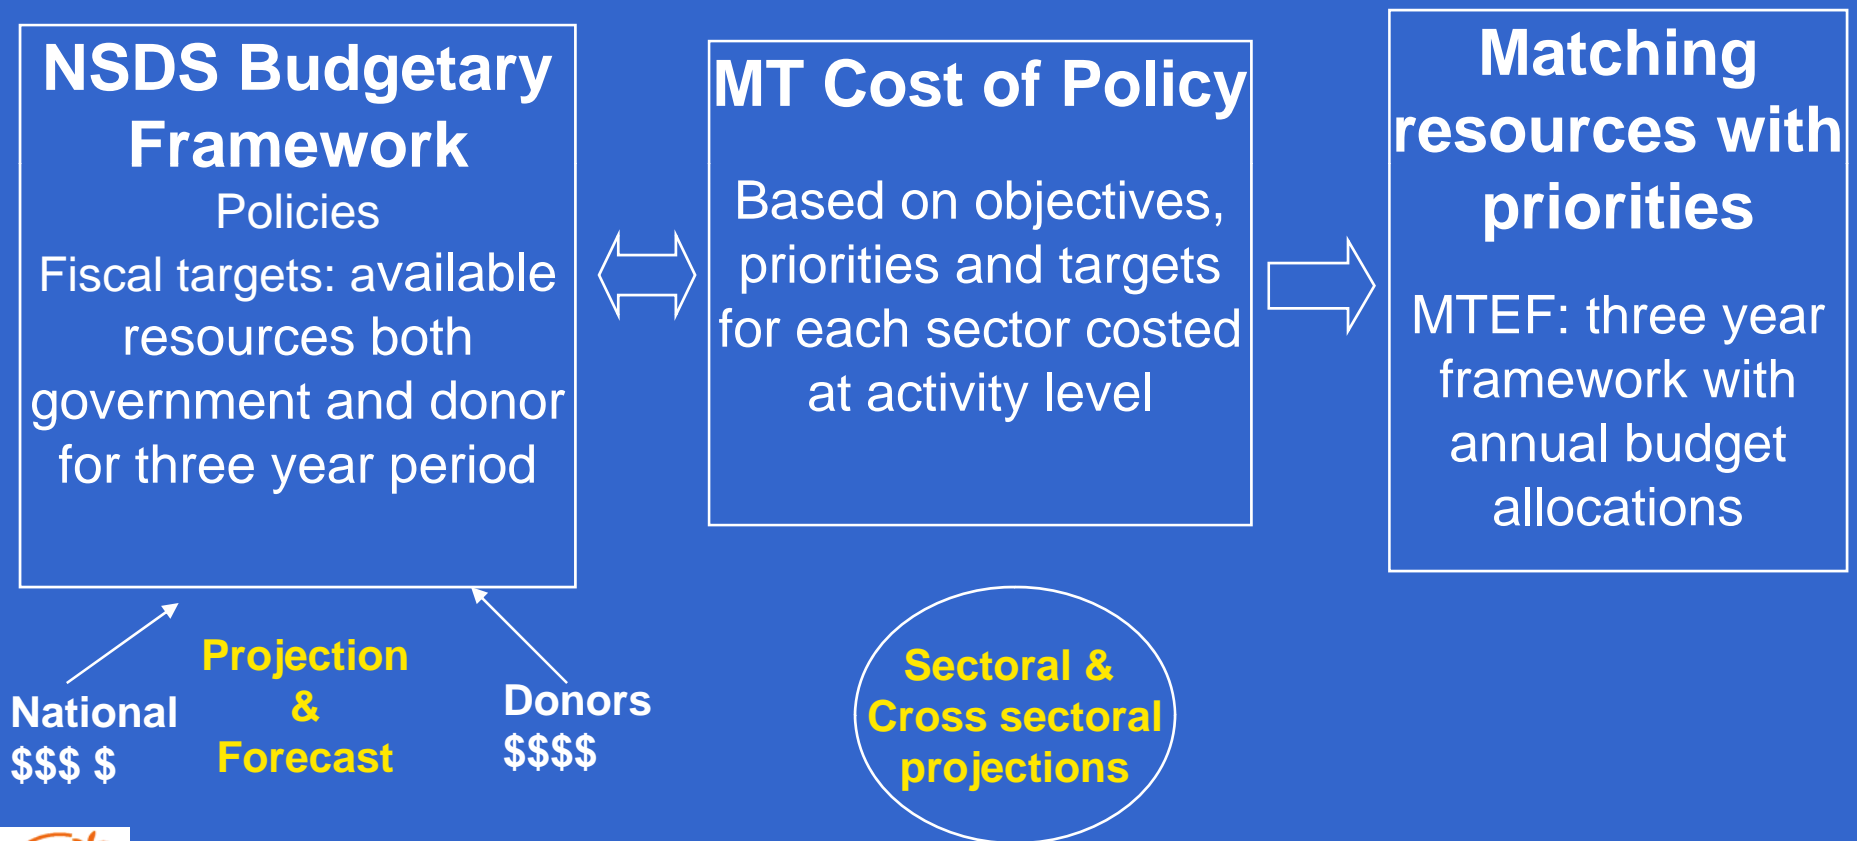 NSDS Budgetary
Framework
Policies
Fiscal targets: available
resources both
government and donor
for three year period
MT Cost of Policy
Based on objectives,
priorities and targets
for each sector costed
at activity level
Matching
resources with
priorities
MTEF: three year
framework with
annual budget
allocations
National
$$$ $
Projection
&
Forecast
Donors
$$$$
Sectoral &
Cross sectoral
projections